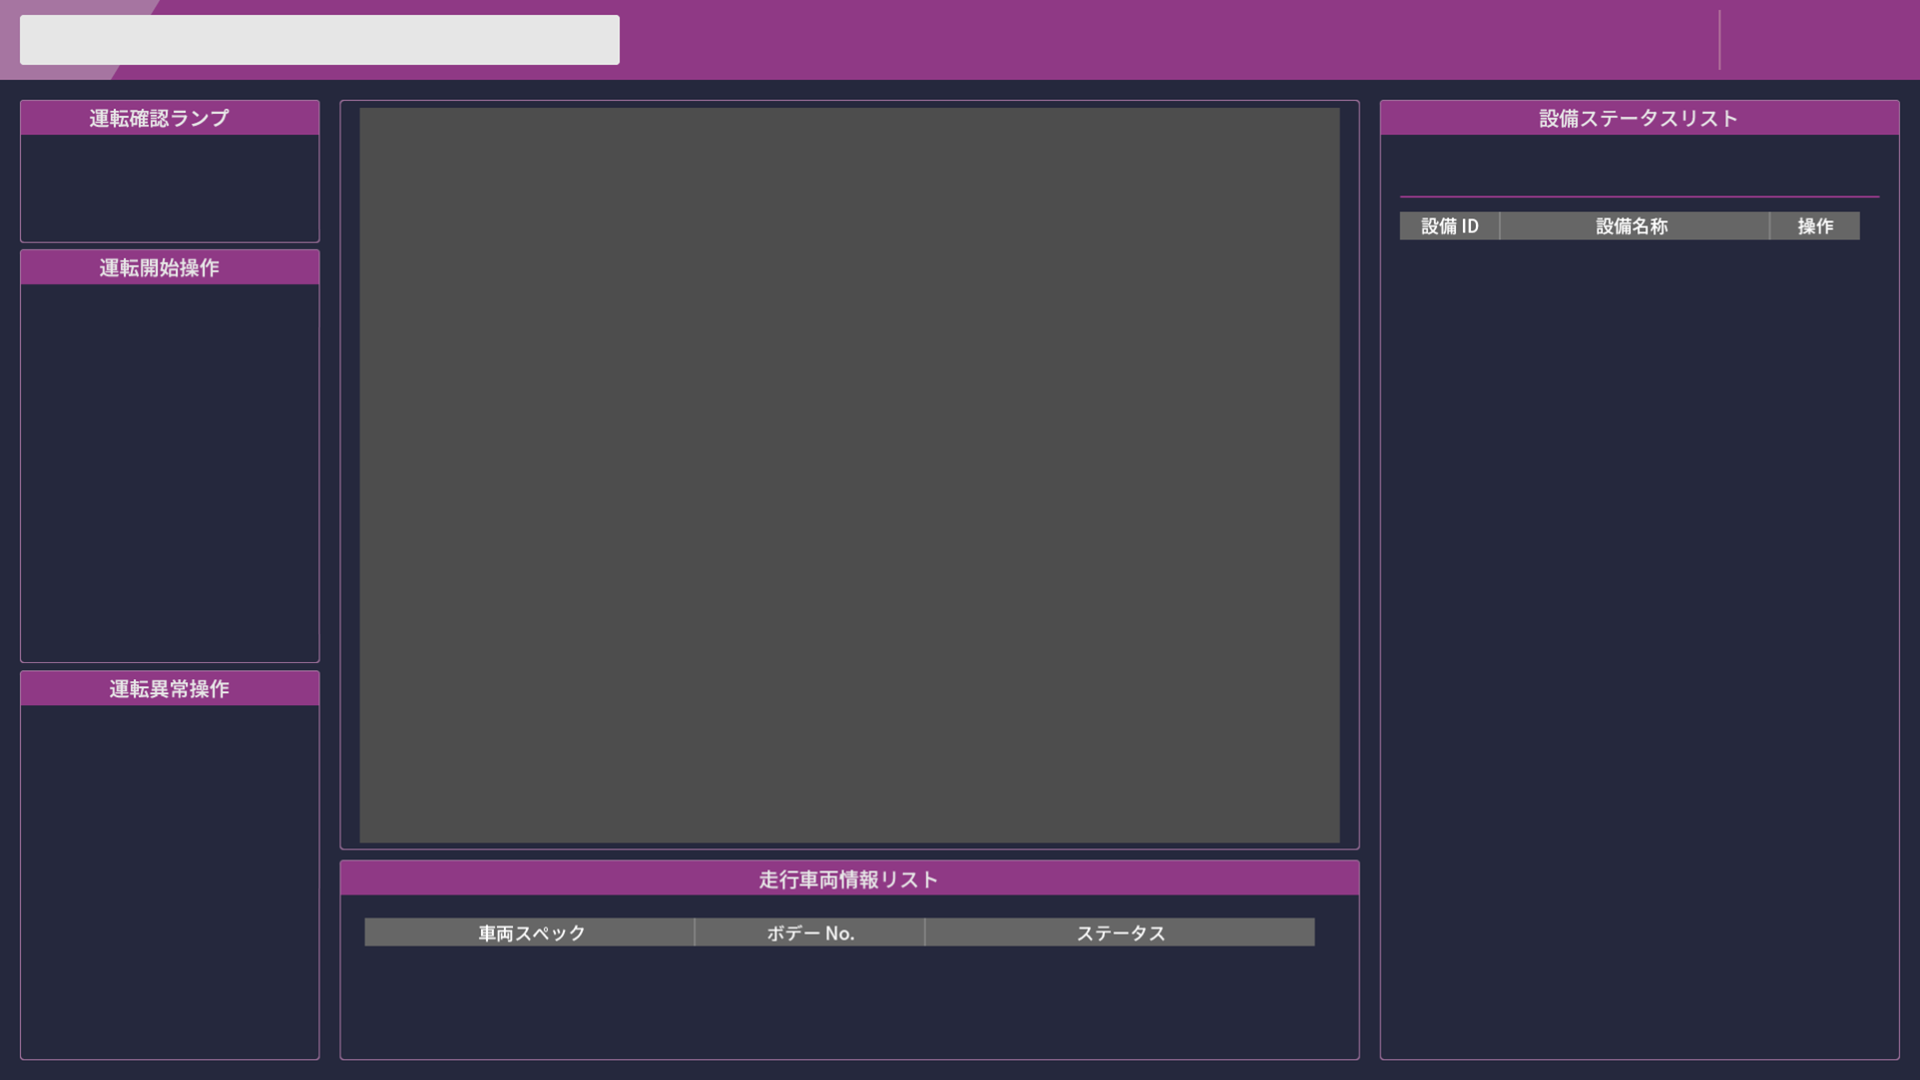 運転確認ランプ
運転開始操作
運転異常操作
走行車両情報リスト
車両スペック ボデー No. ステータス
設備ステータスリスト
設備 ID 設備名称 操作